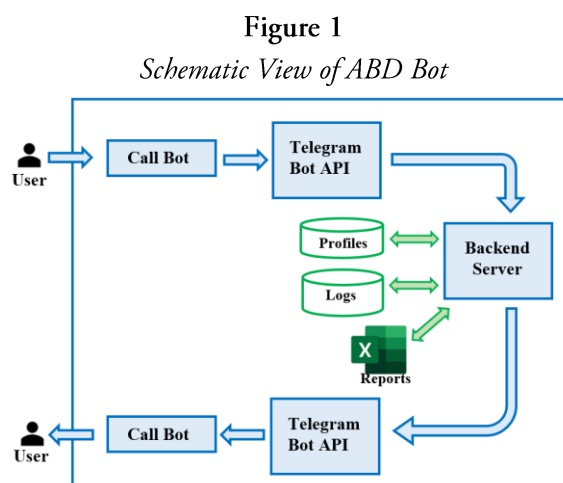 Figure 1
Schematic View of ABD Bot
User
Call Bot
Telegram
Bot API
Profiles
Logs
X
Reports
Backend
Server
User
Call Bot
Telegram
Bot API